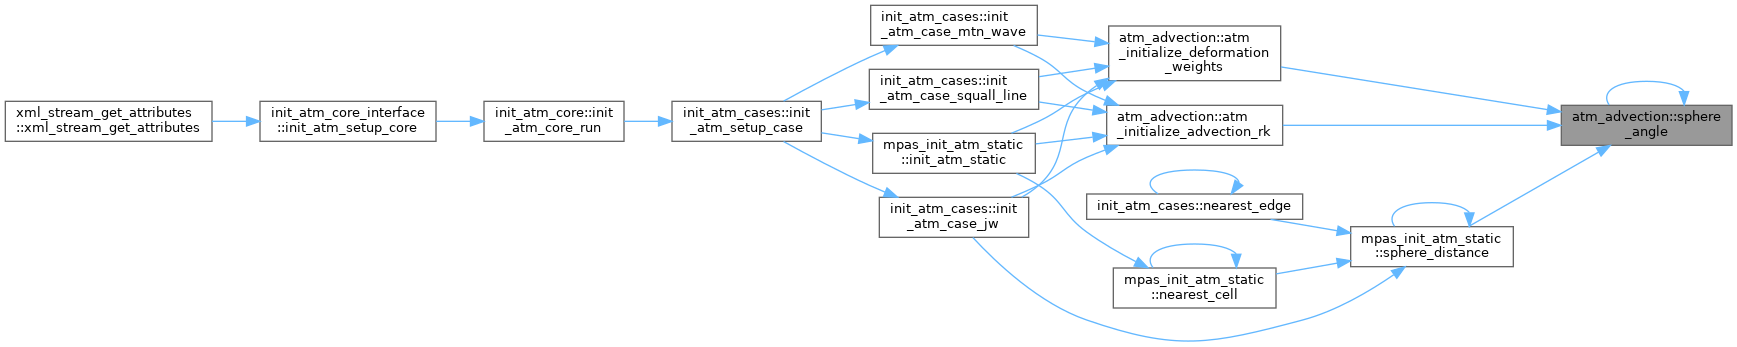 xml_stream_get_attributes
::xml_stream_get_attributes
init_atm_core_interface
::init_atm_setup_core
init_atm_core::init
_atm_core_run
init_atm_cases::init
_atm_setup_case
init_atm_cases::init
_atm_case_mtn_wave
init_atm_cases::init
_atm_case_squall_line
mpas_init_atm_static
::init_atm_static
init_atm_cases::init
_atm_case_jw
atm_advection::atm
_initialize_deformation
_weights
atm_advection::atm
_initialize_advection_rk
init_atm_cases::nearest_edge
mpas_init_atm_static
::nearest_cell
mpas_init_atm_static
::sphere_distance
atm_advection::sphere
_angle